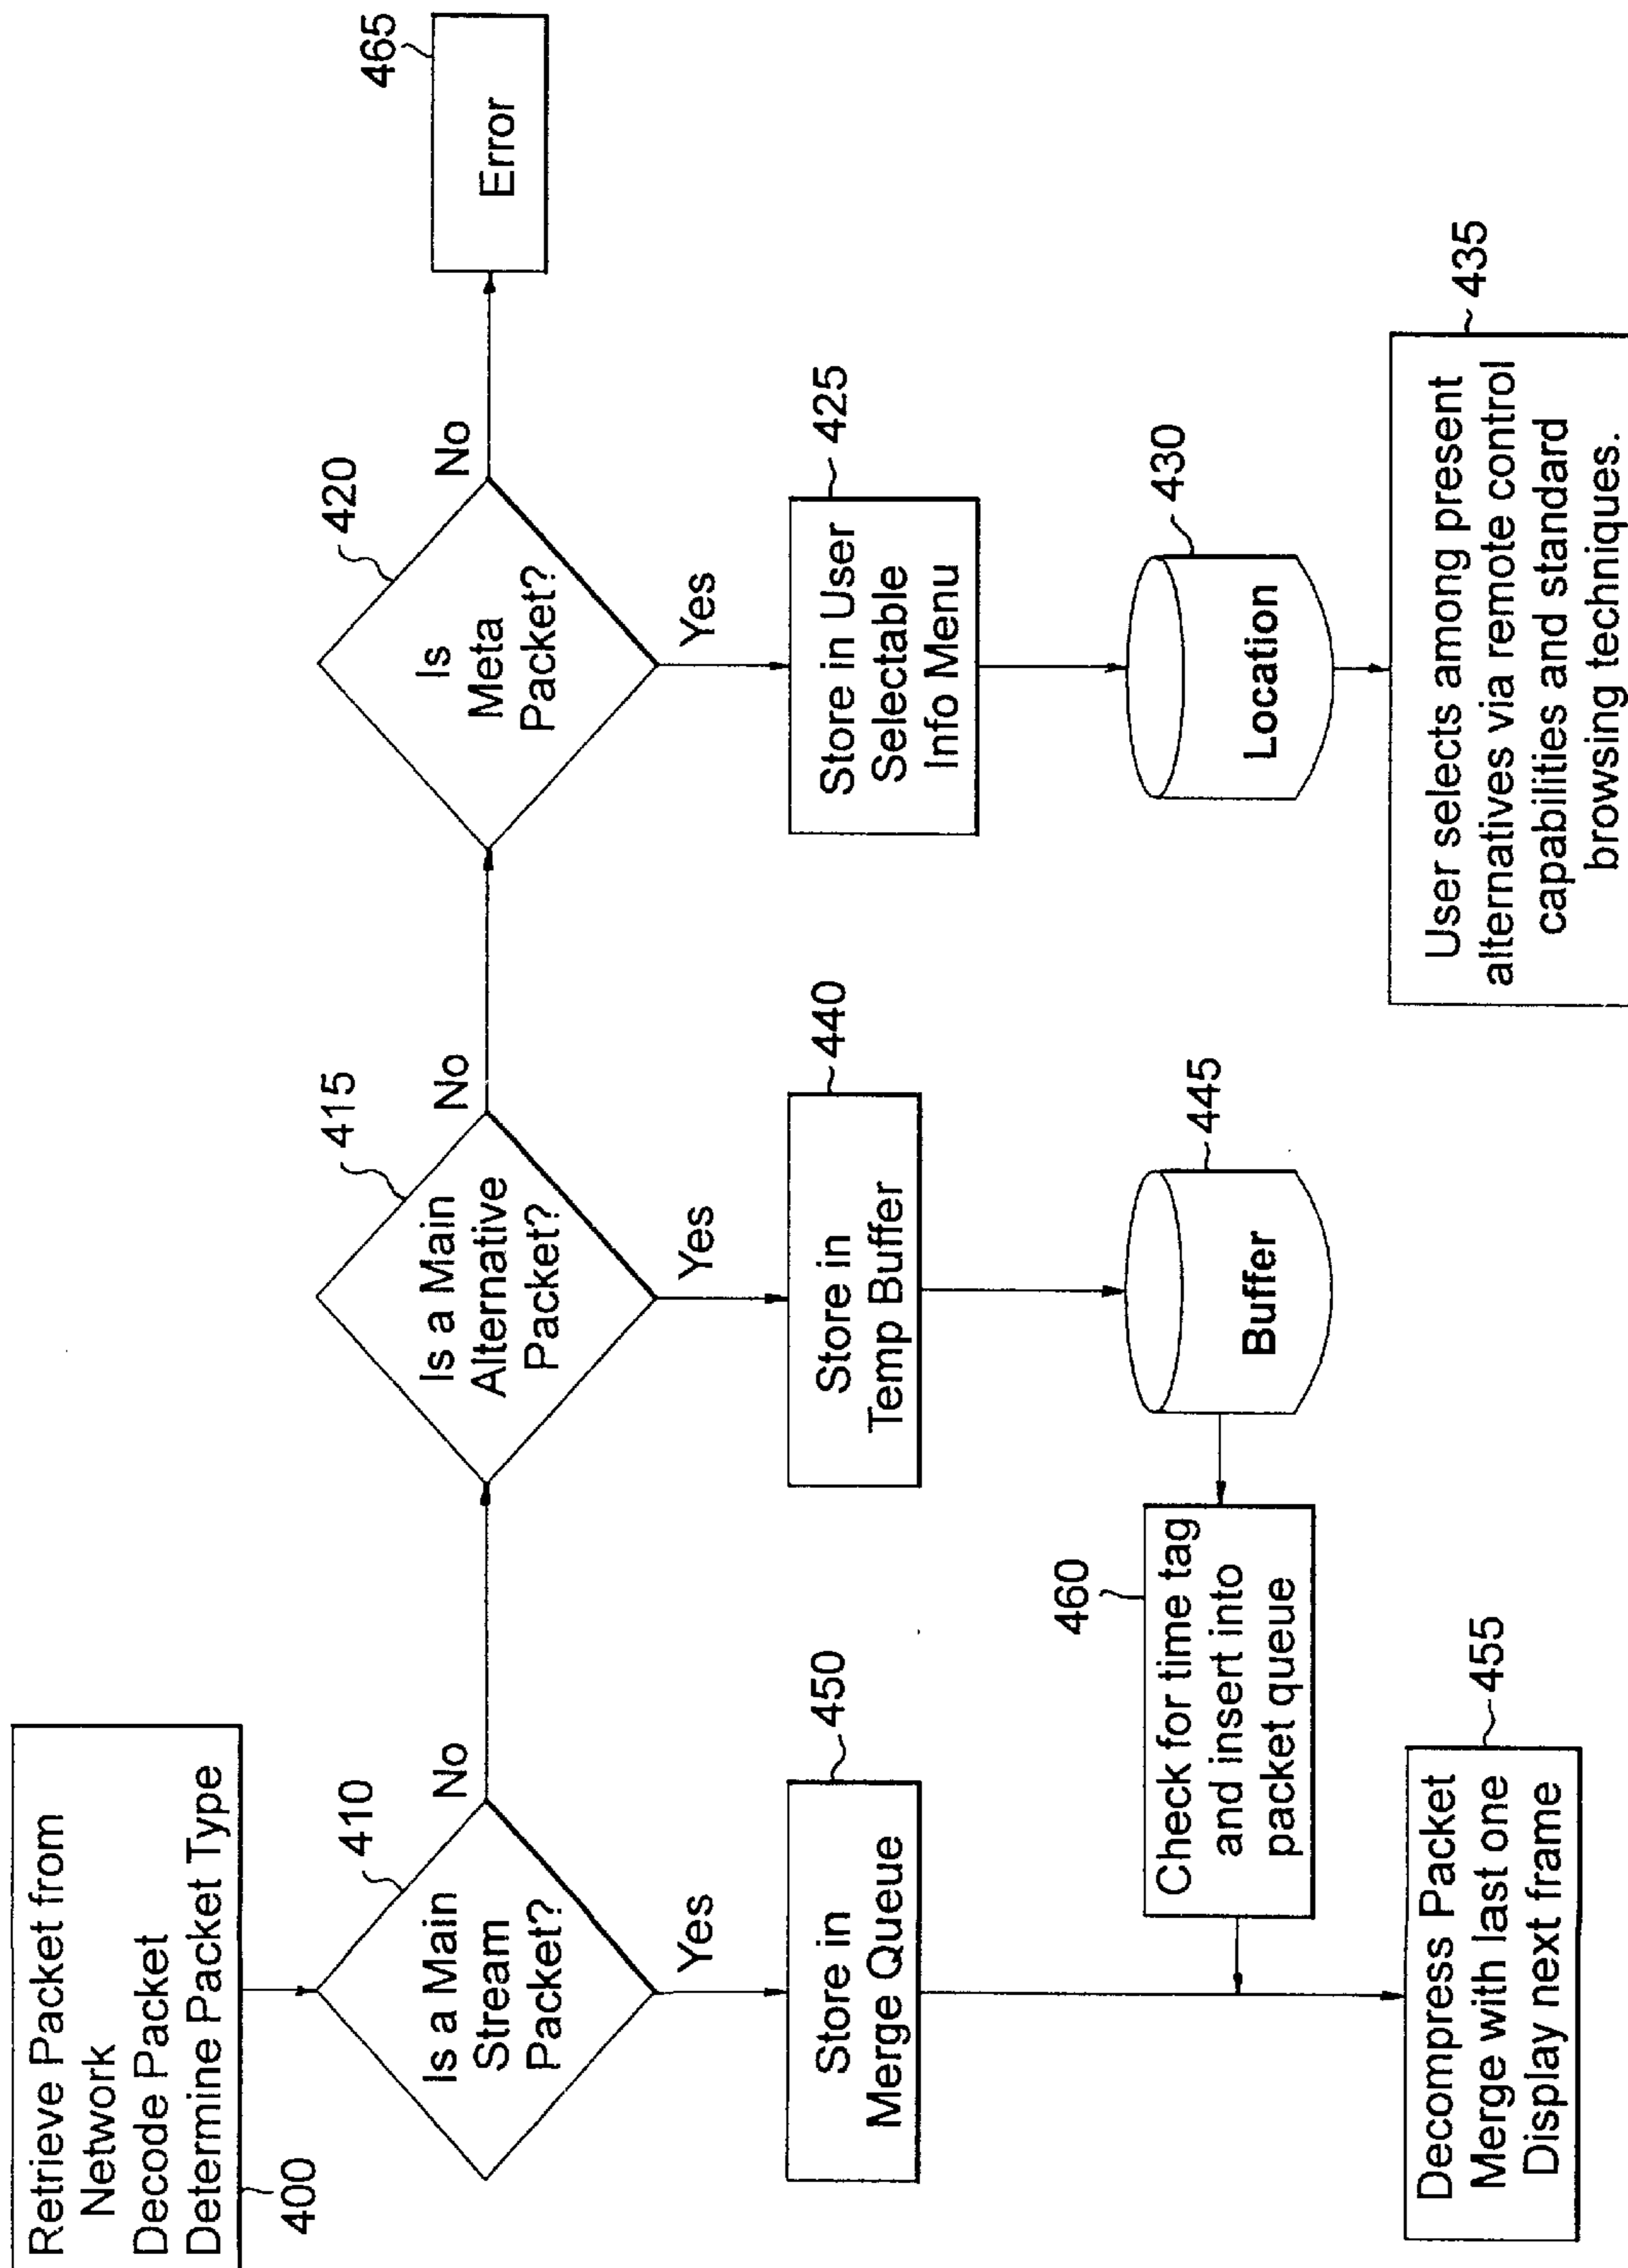 Retrieve Packet from
Network
Decode Packet
Determine Packet Type
400
Is a Main
Stream
Packet?
410
No
Yes
Is a Main
Alternative
Packet?
415
No
Yes
Is
Meta
Packet?
420
No
Yes
Error
465
Store in
Merge Queue
450
Store in
Temp Buffer
440
Store in User
Selectable
Info Menu
425
Check for time tag
and insert into
packet queue
460
Buffer
445
Location
430
Decompress Packet
Merge with last one
Display next frame
455
User selects among present
alternatives via remote control
capabilities and standard
browsing techniques.
435